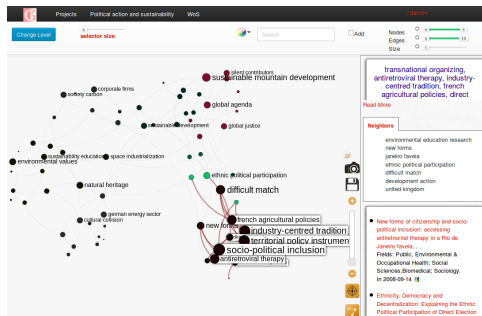 G Projects Political action and sustainability WoS
Change Level
selector size
Search
Add
Nodes
Edges
Size
transnational organizing,
antiretroviral therapy, industry-
centred tradition, french
agricultural policies, direct
Read More
Neighbors
environmental education research
new forms
janeiro favela
ethnic political participation
difficult match
development action
united kingdom
New forms of citizenship and socio-
political inclusion: accessing
antiretroviral therapy in a Rio de
Janeiro favela. . .
Fields: Public, Environmental &
Occupational Health; Social
Sciences,Biomedical; Sociology.
In 2008-09-14
Ethnicity, Democracy and
Decentralization: Explaining the Ethnic
Political Participation of Direct Election
silent contributors
sustainable mountain development
corporate firms
society carbon
global agenda
sustainable development
global justice
sustainability education
space industrialization
environmental values
ethnic political participation
natural heritage
difficult match
german energy sector
cultural collision
french agricultural policies
new forms
industry-centred tradition
territorial policy instrumen
socio-political inclusion
antiretroviral therapy